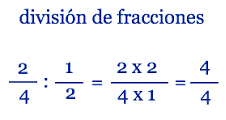 división de fracciones
2/4 : 1/2 = 2 x 2/4 x 1 = 4/4